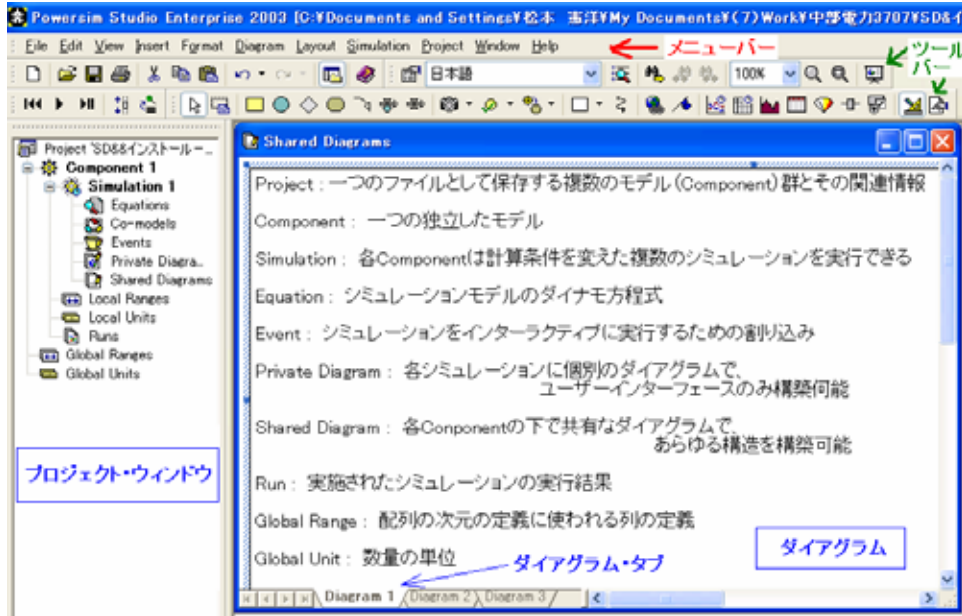 Powersim Studio Enterprise 2003 [C:¥Documents and Settings¥松本 憲洋¥My Documents¥(7)Work¥中部電力3707¥SD&イ
File Edit View Insert Format Diagram Layout Simulation Project Window Help
メニューバー
ツール
バー
日本語
100%
Project 'SD&&インストール-...
Component 1
Simulation 1
Equations
Co-models
Events
Private Diagra..
Shared Diagrams
Local Ranges
Local Units
Runs
Global Ranges
Global Units
プロジェクト・ウィンドウ
Shared Diagrams
Project : 一つのファイルとして保存する複数のモデル(Component)群とその関連情報
Component : 一つの独立したモデル
Simulation : 各Componentは計算条件を変えた複数のシミュレーションを実行できる
Equation : シミュレーションモデルのダイナモ方程式
Event : シミュレーションをインターラクティブに実行するための割り込み
Private Diagram : 各シミュレーションに個別のダイアグラムで、
ユーザーインターフェースのみ構築可能
Shared Diagram : 各Conponentの下で共有なダイアグラムで、
あらゆる構造を構築可能
Run : 実施されたシミュレーションの実行結果
Global Range : 配列の次元の定義に使われる列の定義
Global Unit : 数量の単位
ダイアグラム・タブ
ダイアグラム
Diagram 1 Diagram 2 Diagram 3